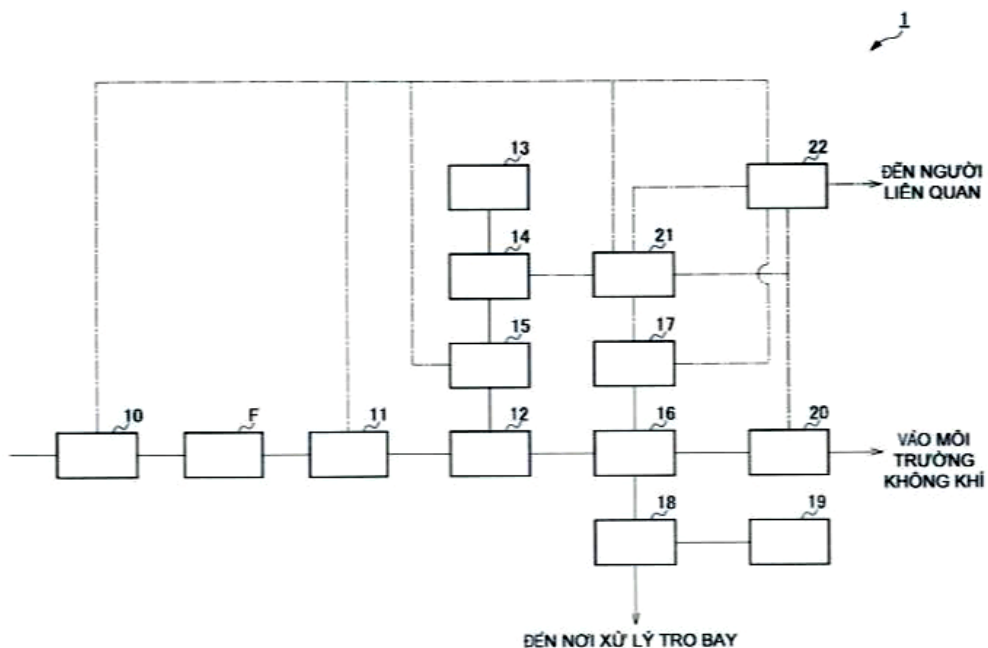 1
13
22
ĐẾN NGƯỜI
LIÊN QUAN
14
21
15
17
10
F
11
12
16
20
VÀO MÔI
TRƯỜNG
KHÔNG KHÍ
18
19
ĐẾN NƠI XỬ LÝ TRO BAY